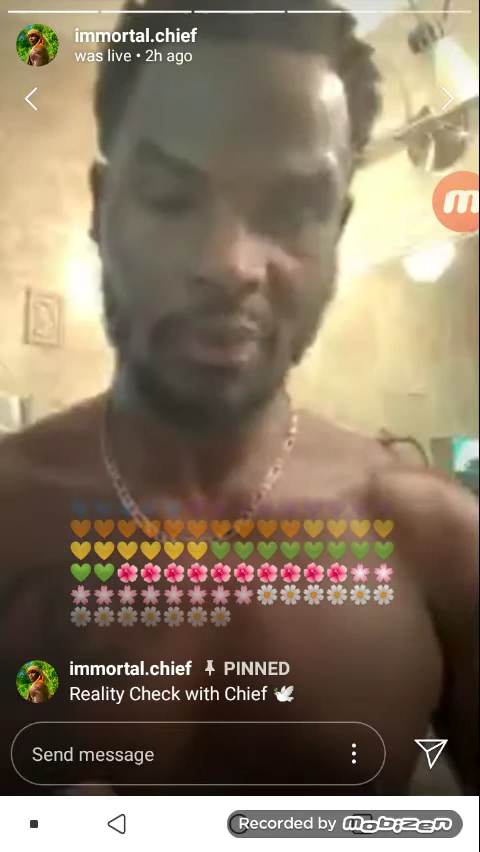 immortal.chief
was live • 2h ago
m
immortal.chief PINNED
Reality Check with Chief
Send message
Recorded by mobizen